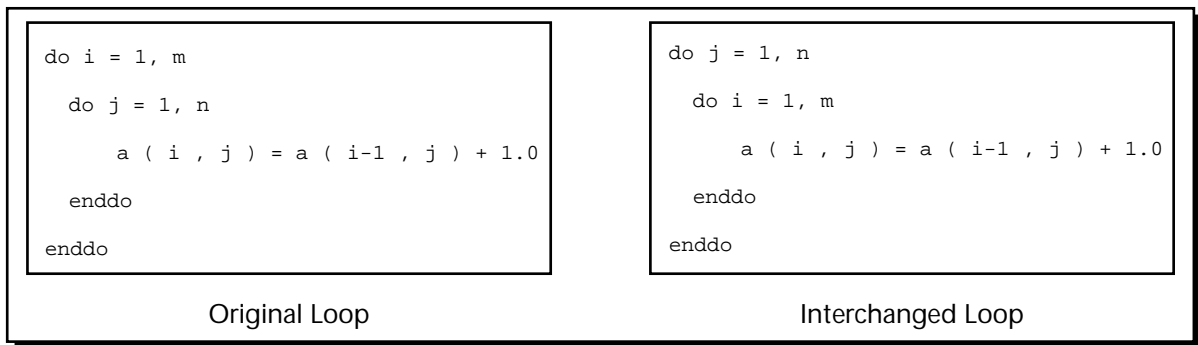 do i = 1, m
do j = 1, n
a ( i , j ) = a ( i-1 , j ) + 1.0
enddo
enddo
Original Loop
do j = 1, n
do i = 1, m
a ( i , j ) = a ( i-1 , j ) + 1.0
enddo
enddo
Interchanged Loop